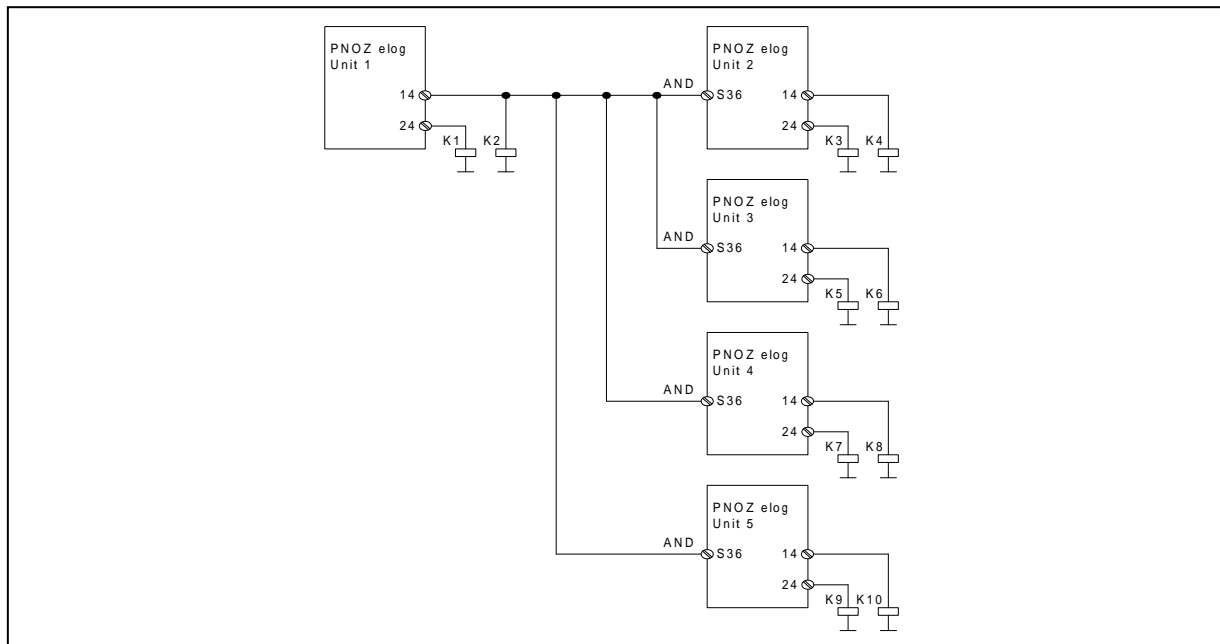 PNOZ elog
Unit 1
14
24
K1
K2
AND
PNOZ elog
Unit 2
S36
14
24
K3
K4
AND
PNOZ elog
Unit 3
S36
14
24
K5
K6
AND
PNOZ elog
Unit 4
S36
14
24
K7
K8
AND
PNOZ elog
Unit 5
S36
14
24
K9
K10